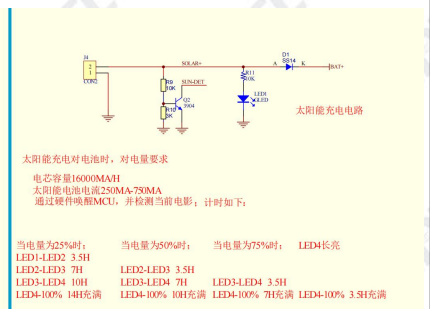 J4
2
1
CON2
SOLAR+
R9
10K
SUN-DET
Q2
3904
R10
5K
R11
10K
LED1
GLED
D1
SS14
A
K
BAT+
太阳能充电电路
太阳能充电对电池时，对电量要求
电芯容量16000MA/H
太阳能电池电流250MA-750MA
通过硬件唤醒MCU，并检测当前电影；计时如下：
当电量为25%时： 当电量为50%时： 当电量为75%时： LED4长亮
LED1-LED2 3.5H
LED2-LED3 7H LED2-LED3 3.5H
LED3-LED4 10H LED3-LED4 7H LED3-LED4 3.5H
LED4-100% 14H充满 LED4-100% 10H充满 LED4-100% 7H充满 LED4-100% 3.5H充满